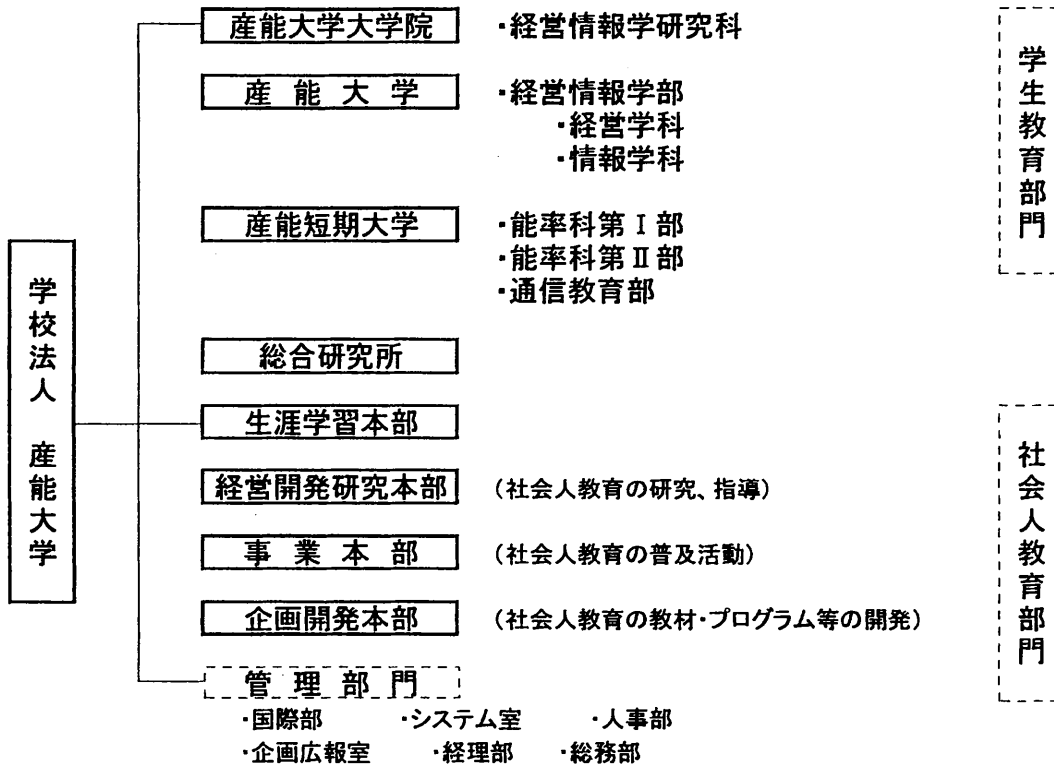 学校法人 産能大学
産能大学大学院 ・経営情報学研究科
産能大学 ・経営情報学部
・経営学科
・情報学科
産能短期大学 ・能率科第Ⅰ部
・能率科第Ⅱ部
・通信教育部
総合研究所
生涯学習本部
経営開発研究本部 (社会人教育の研究、指導)
事業本部 (社会人教育の普及活動)
企画開発本部 (社会人教育の教材・プログラム等の開発)
管理部門
・国際部 ・システム室 ・人事部
・企画広報室 ・経理部 ・総務部
学生教育部門
社会人教育部門